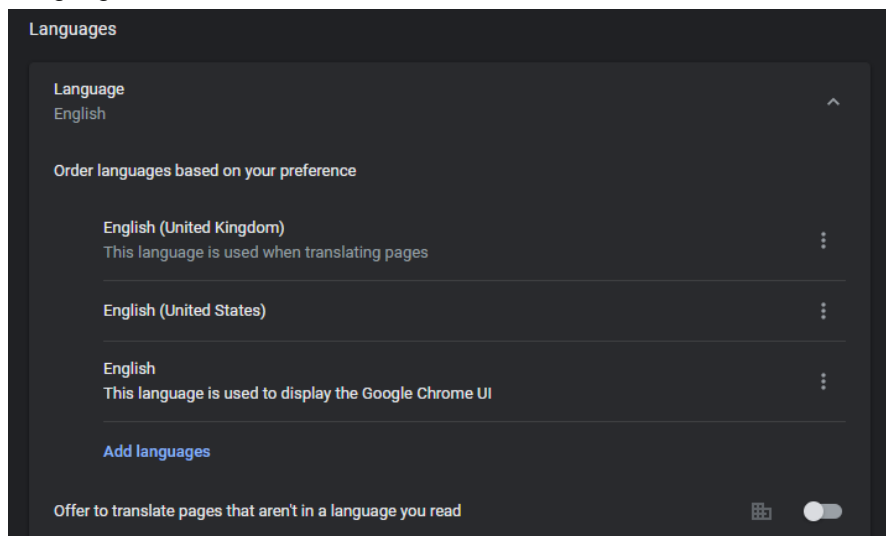 Languages
Language
English
Order languages based on your preference
English (United Kingdom)
This language is used when translating pages
English (United States)
English
This language is used to display the Google Chrome UI
Add languages
Offer to translate pages that aren't in a language you read